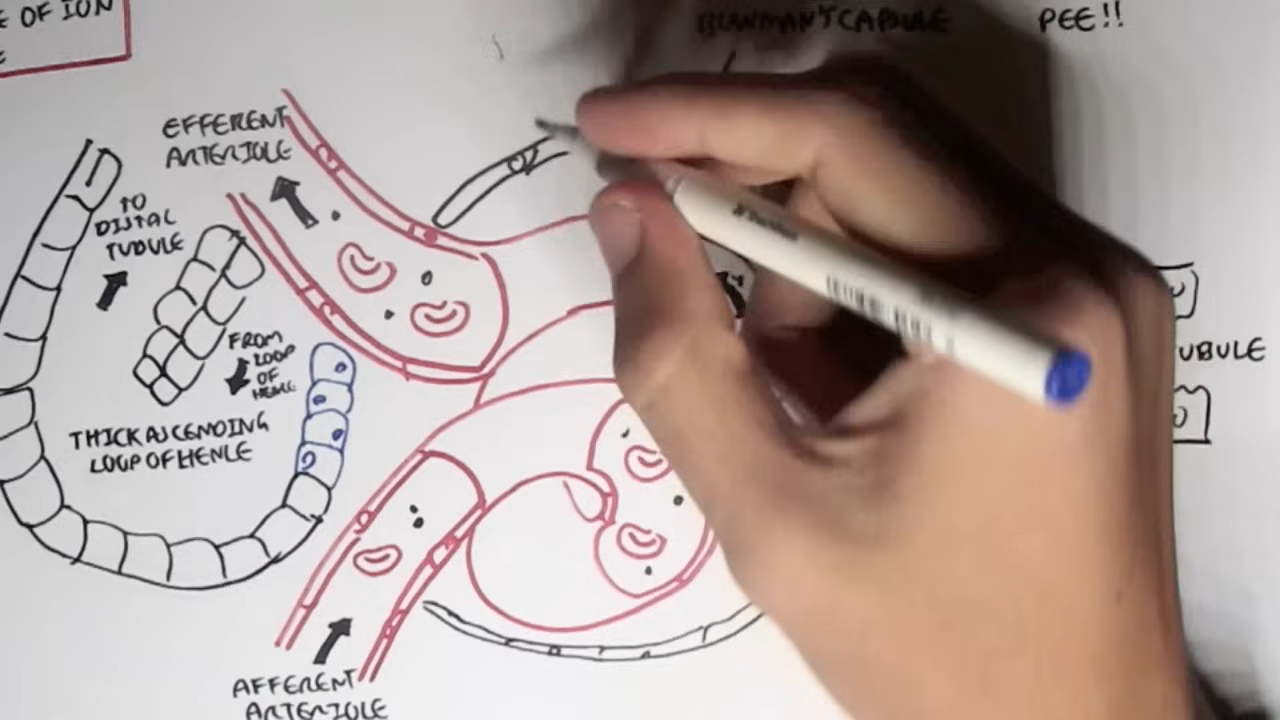 E OF ION
E
BOWMAN'S CAPSULE
PEE!!
EFFERENT
ARTERIOLE
TO
DISTAL
TUBULE
FROM
LOOP
OF
HENLE
THICK ASCENDING
LOOP OF HENLE
UBULE
AFFERENT
ARTERIOLE